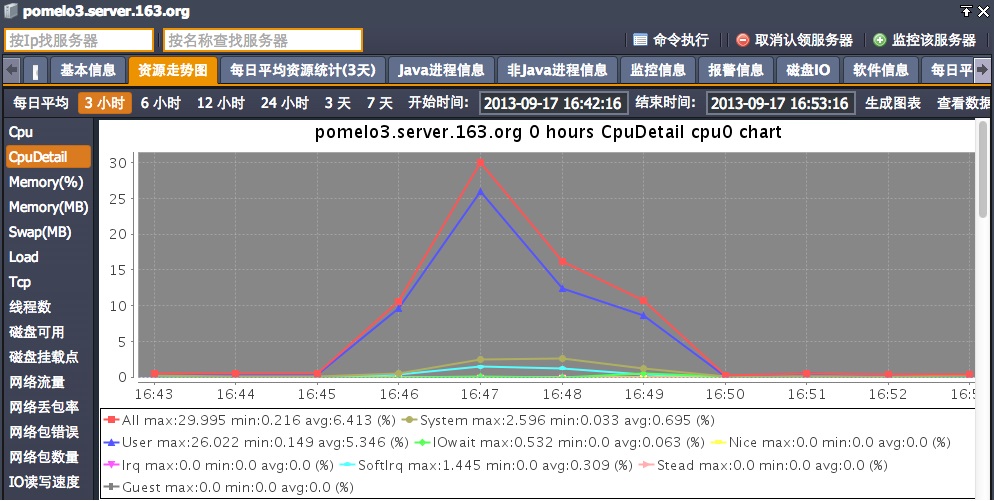 pomelo3.server.163.org
按Ip找服务器 按名称查找服务器 命令执行 取消认领服务器 监控该服务器
基本信息 资源走势图 每日平均资源统计(3天) Java进程信息 非Java进程信息 监控信息 报警信息 磁盘IO 软件信息 每日平
每日平均 3 小时 6 小时 12 小时 24 小时 3 天 7 天 开始时间: 2013-09-17 16:42:16 结束时间: 2013-09-17 16:53:16 生成图表 查看数据
Cpu
CpuDetail
Memory(%)
Memory(MB)
Swap(MB)
Load
Tcp
线程数
磁盘可用
磁盘挂载点
网络流量
网络丢包率
网络包错误
网络包数量
IO读写速度
pomelo3.server.163.org 0 hours CpuDetail cpu0 chart
30
25
20
15
10
5
0
16:43 16:44 16:45 16:46 16:47 16:48 16:49 16:50 16:51 16:52 16:5
All max:29.995 min:0.216 avg:6.413 (%) System max:2.596 min:0.033 avg:0.695 (%)
User max:26.022 min:0.149 avg:5.346 (%) IOwait max:0.532 min:0.0 avg:0.063 (%) Nice max:0.0 min:0.0 avg:0.0 (%)
Irq max:0.0 min:0.0 avg:0.0 (%) SoftIrq max:1.445 min:0.0 avg:0.309 (%) Stead max:0.0 min:0.0 avg:0.0 (%)
Guest max:0.0 min:0.0 avg:0.0 (%)